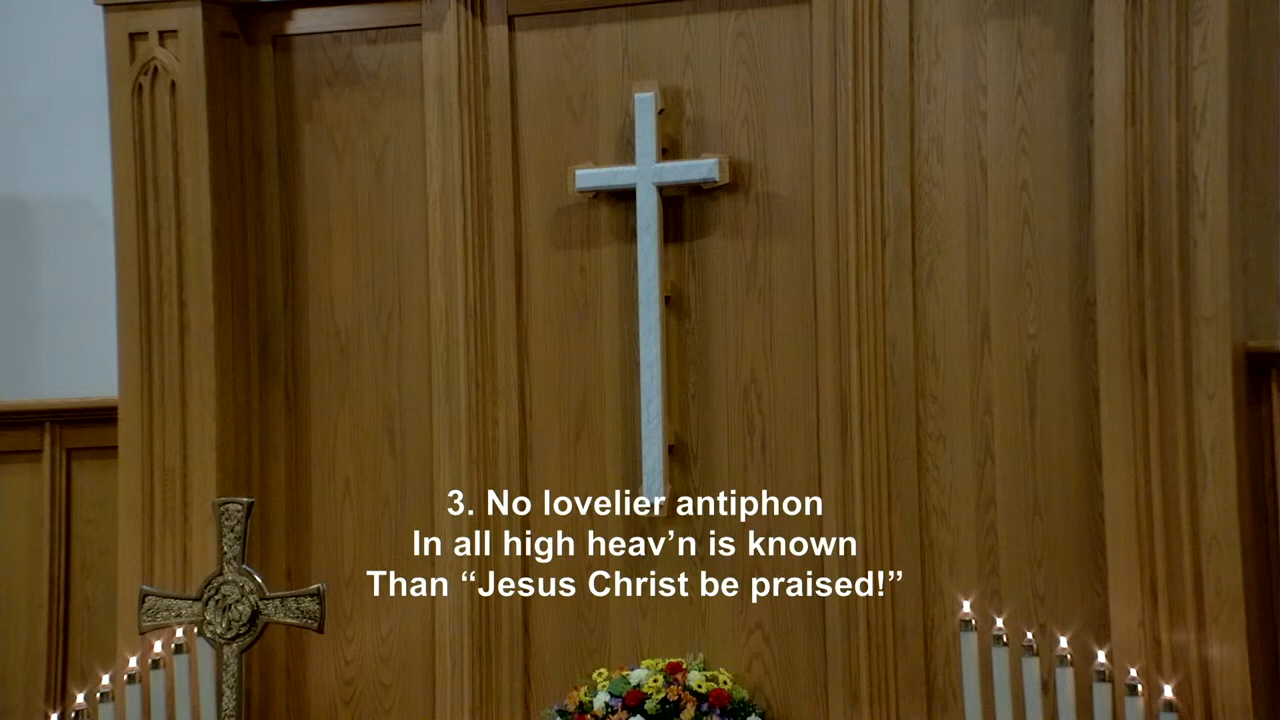 3. No lovelier antiphon
In all high heav’n is known
Than “Jesus Christ be praised!”